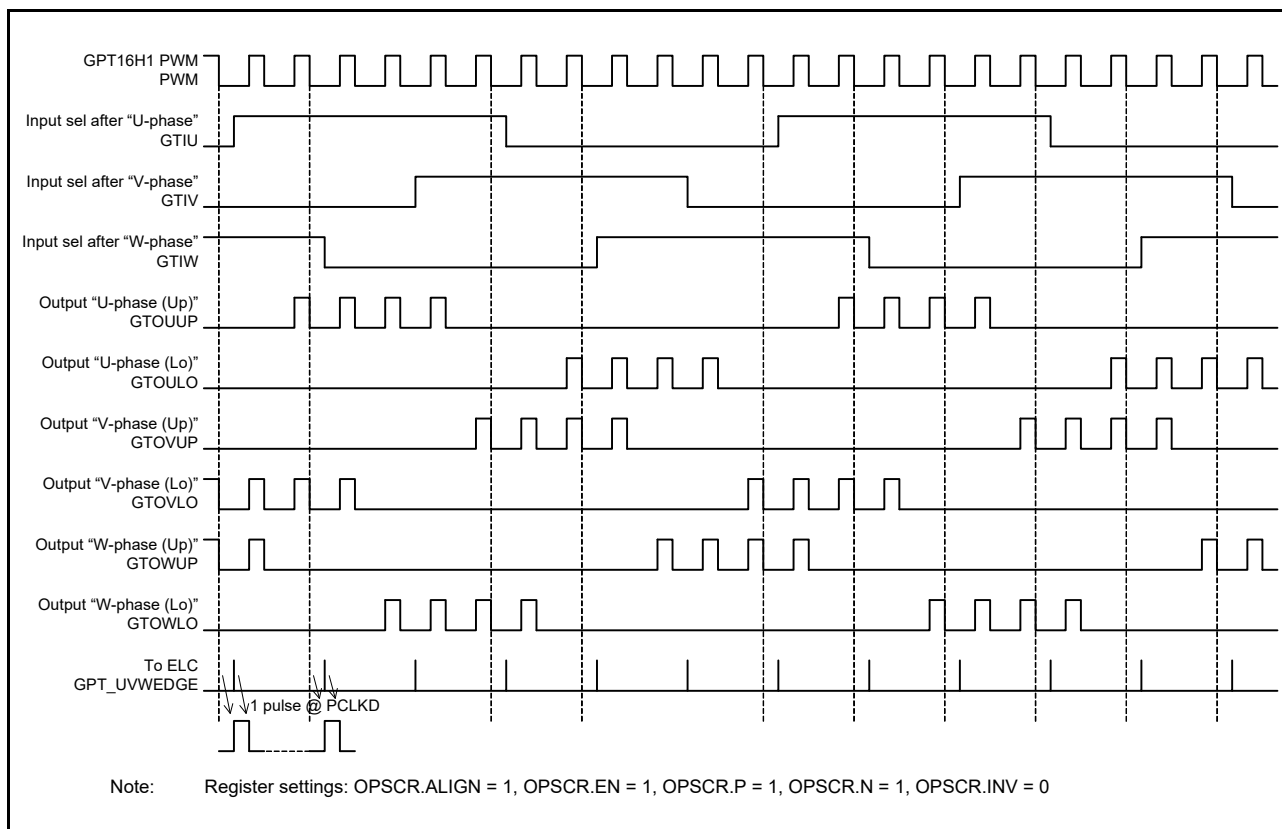 GPT16H1 PWM
PWM
Input sel after “U-phase”
GTIU
Input sel after “V-phase”
GTIV
Input sel after “W-phase”
GTIW
Output “U-phase (Up)”
GTOUUP
Output “U-phase (Lo)”
GTOULO
Output “V-phase (Up)”
GTOVUP
Output “V-phase (Lo)”
GTOVLO
Output “W-phase (Up)”
GTOWUP
Output “W-phase (Lo)”
GTOWLO
To ELC
GPT_UVWEDGE
1 pulse @ PCLKD
Note: Register settings: OPSCR.ALIGN = 1, OPSCR.EN = 1, OPSCR.P = 1, OPSCR.N = 1, OPSCR.INV = 0